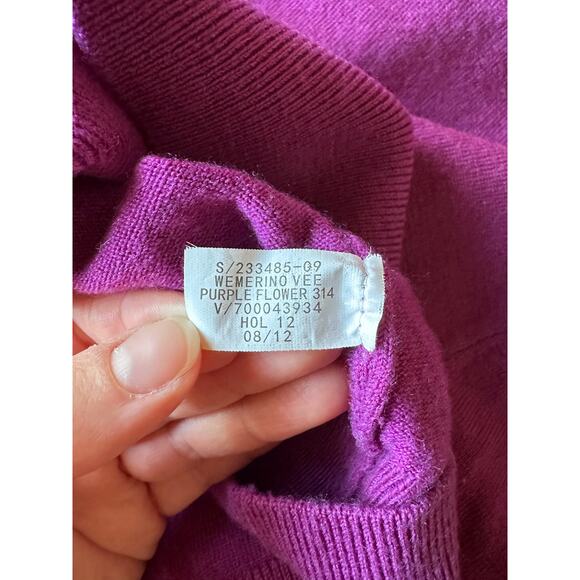 S/233485-09
WEMERINO VEE
PURPLE FLOWER 314
V/700043934
HOL 12
08/12